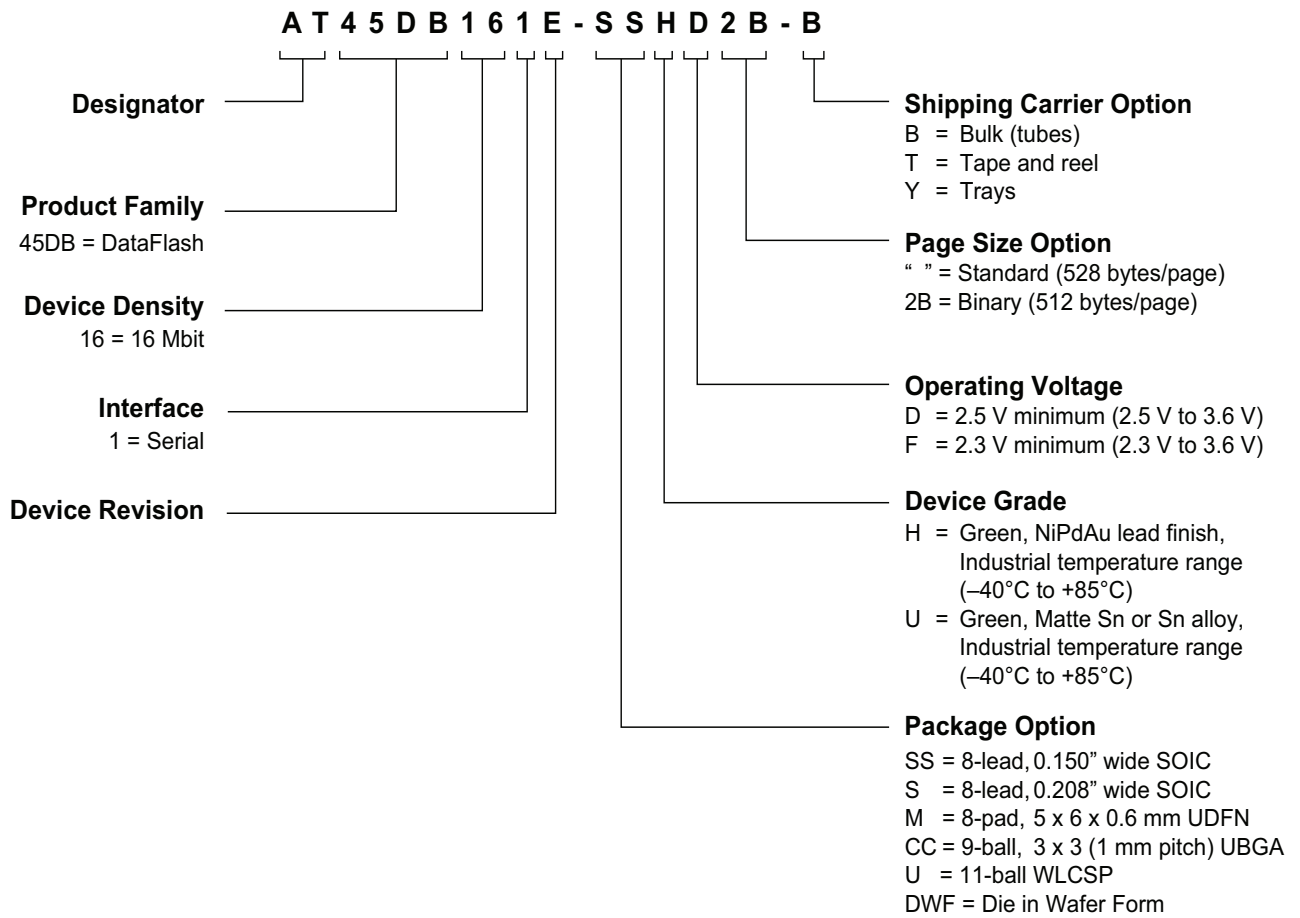 A T 4 5 D B 1 6 1 E - S S H D 2 B - B
Designator
Product Family
45DB = DataFlash
Device Density
16 = 16 Mbit
Interface
1 = Serial
Device Revision
Shipping Carrier Option
B = Bulk (tubes)
T = Tape and reel
Y = Trays
Page Size Option
“ ” = Standard (528 bytes/page)
2B = Binary (512 bytes/page)
Operating Voltage
D = 2.5 V minimum (2.5 V to 3.6 V)
F = 2.3 V minimum (2.3 V to 3.6 V)
Device Grade
H = Green, NiPdAu lead finish,
Industrial temperature range
(–40°C to +85°C)
U = Green, Matte Sn or Sn alloy,
Industrial temperature range
(–40°C to +85°C)
Package Option
SS = 8-lead, 0.150” wide SOIC
S = 8-lead, 0.208” wide SOIC
M = 8-pad, 5 x 6 x 0.6 mm UDFN
CC = 9-ball, 3 x 3 (1 mm pitch) UBGA
U = 11-ball WLCSP
DWF = Die in Wafer Form